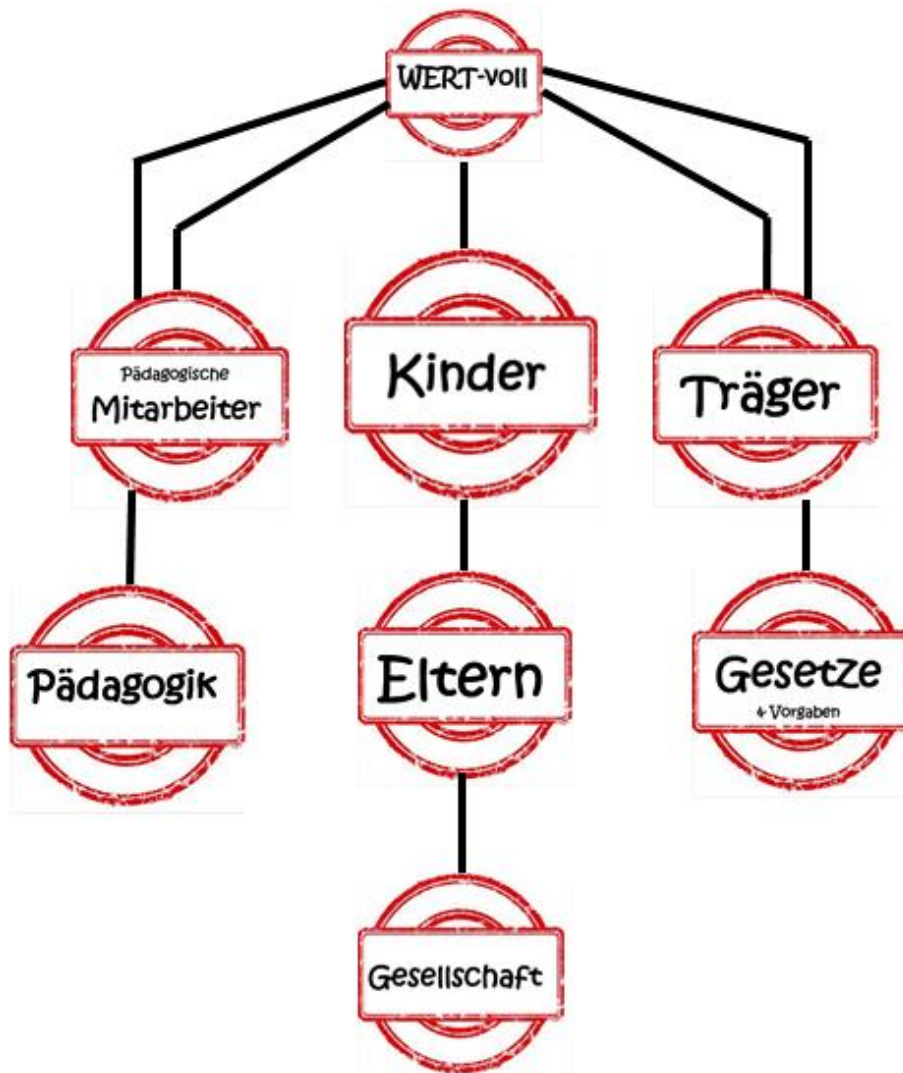 WERT-voll
Pädagogische
Mitarbeiter
Kinder
Träger
Pädagogik
Eltern
Gesetze
& Vorgaben
Gesellschaft